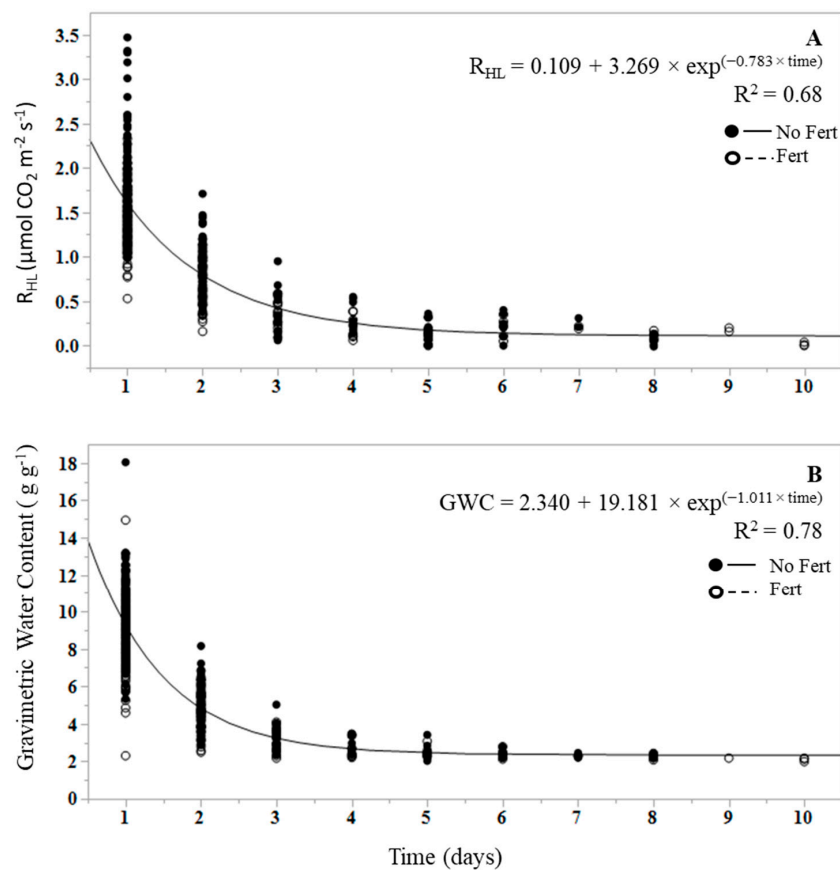 A
R_HL = 0.109 + 3.269 × exp^(−0.783 × time)
R² = 0.68
No Fert
Fert
R_HL (μmol CO₂ m⁻² s⁻¹)
3.5
3.0
2.5
2.0
1.5
1.0
0.5
0.0
1 2 3 4 5 6 7 8 9 10
B
GWC = 2.340 + 19.181 × exp^(−1.011 × time)
R² = 0.78
No Fert
Fert
Gravimetric Water Content ( g g⁻¹)
18
16
14
12
10
8
6
4
2
0
1 2 3 4 5 6 7 8 9 10
Time (days)